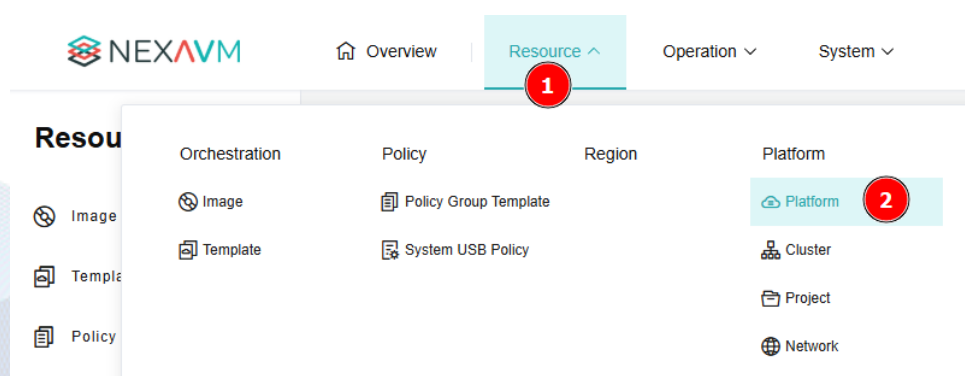 NEXAVM
Overview
Resource
Operation
System
1
Resou
Orchestration
Policy
Region
Platform
Image
Image
Policy Group Template
Platform
2
Templa
Template
System USB Policy
Cluster
Project
Policy
Network